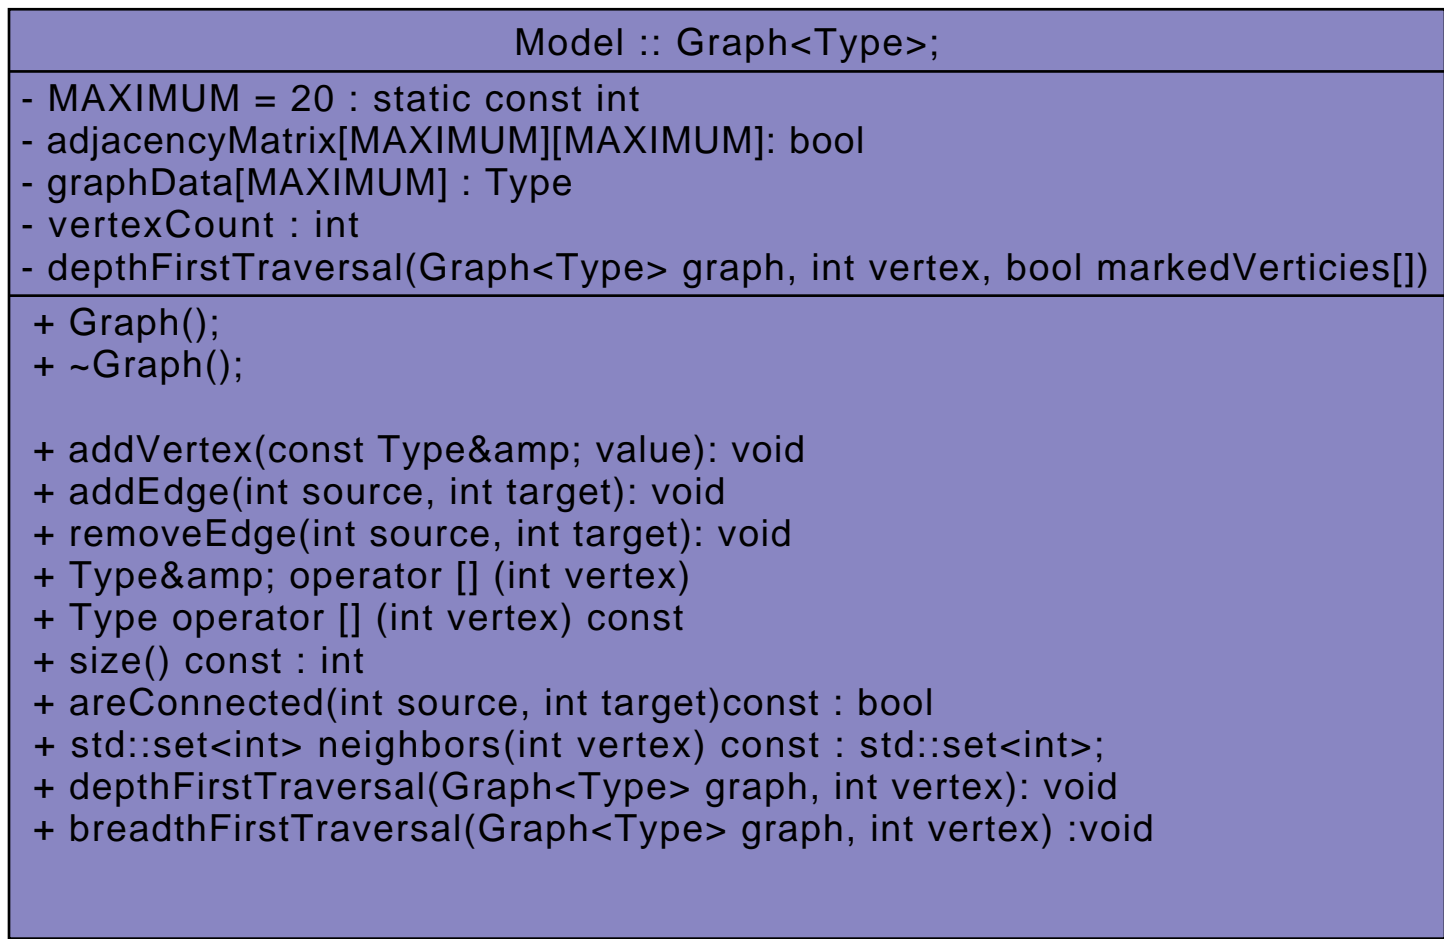 Model :: Graph<Type>;
- MAXIMUM = 20 : static const int
- adjacencyMatrix[MAXIMUM][MAXIMUM]: bool
- graphData[MAXIMUM] : Type
- vertexCount : int
- depthFirstTraversal(Graph<Type> graph, int vertex, bool markedVerticies[])
+ Graph();
+ ~Graph();
+ addVertex(const Type&amp; value): void
+ addEdge(int source, int target): void
+ removeEdge(int source, int target): void
+ Type&amp; operator [] (int vertex)
+ Type operator [] (int vertex) const
+ size() const : int
+ areConnected(int source, int target)const : bool
+ std::set<int> neighbors(int vertex) const : std::set<int>;
+ depthFirstTraversal(Graph<Type> graph, int vertex): void
+ breadthFirstTraversal(Graph<Type> graph, int vertex) :void